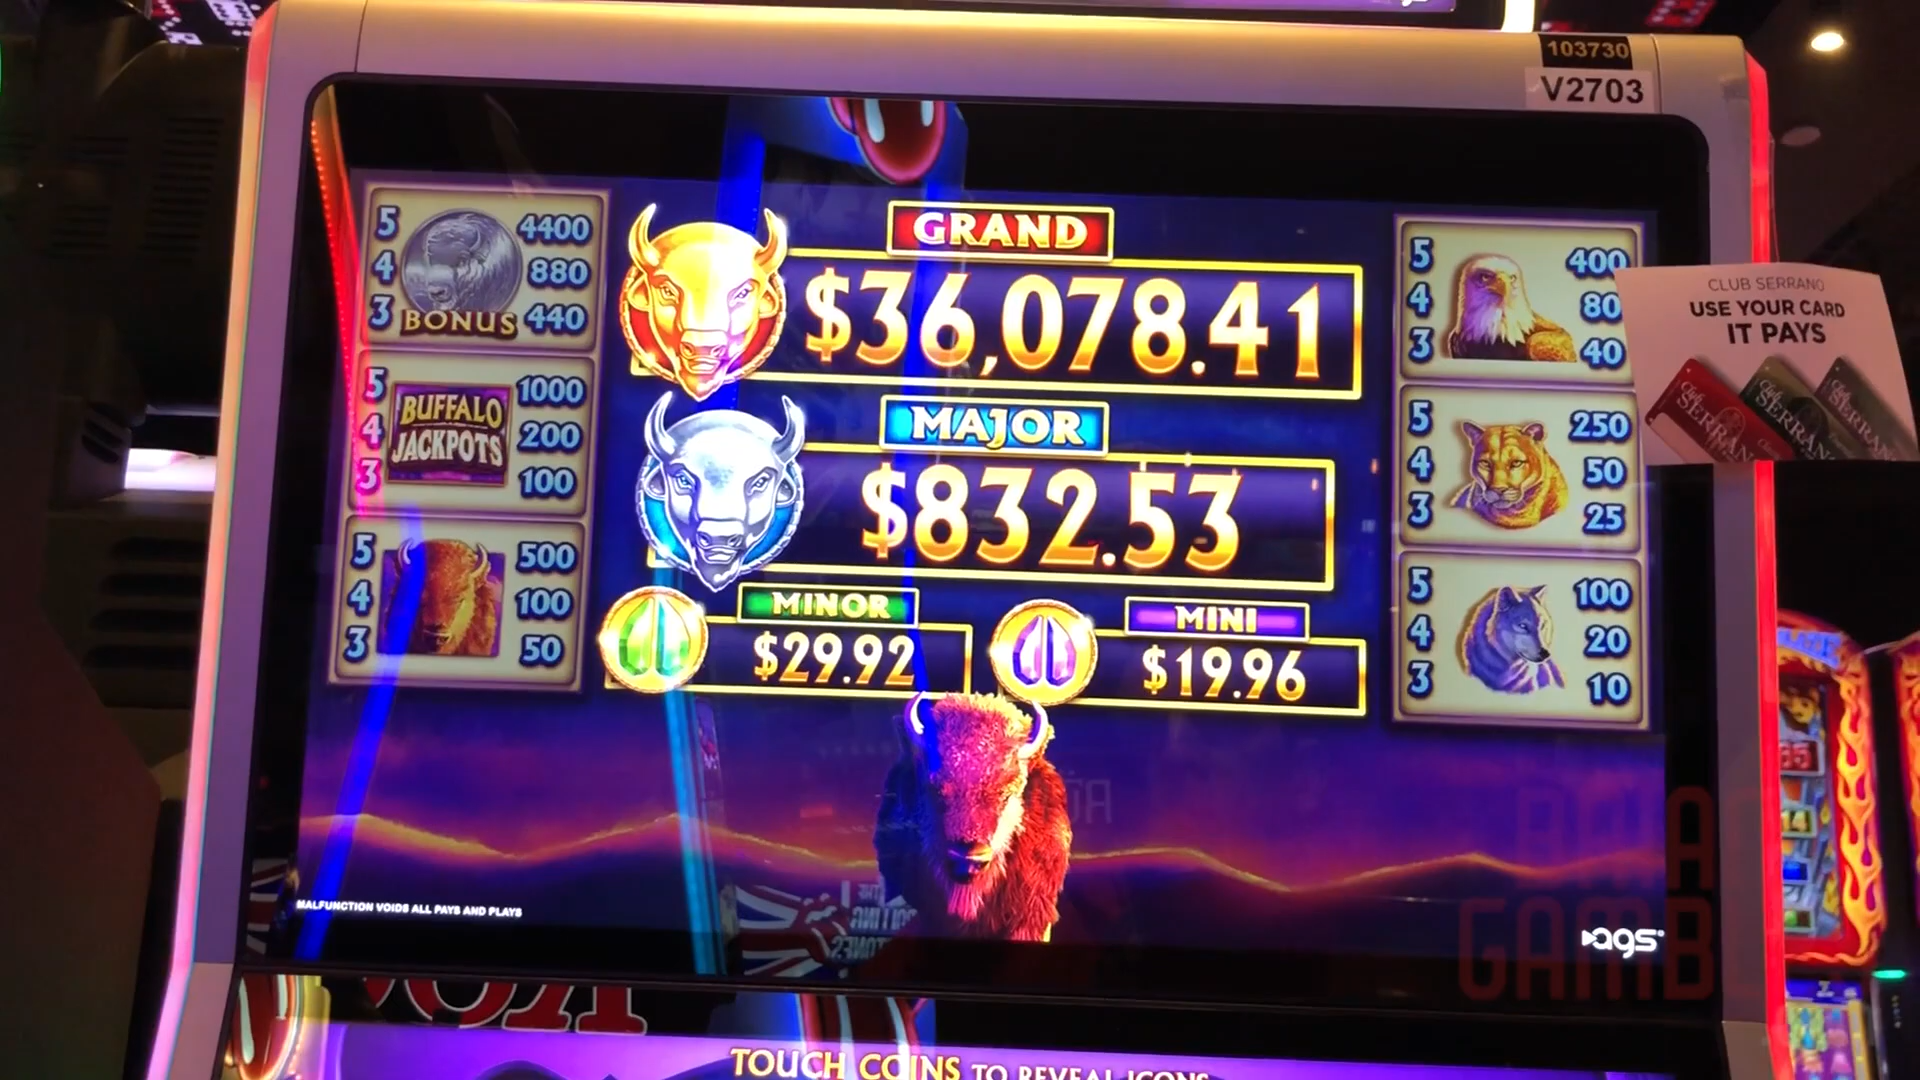 103730
V2703
5 4400
4 880
3 440
BONUS
5 1000
4 200
3 100
BUFFALO
JACKPOTS
5 500
4 100
3 50
GRAND
$36,078.41
MAJOR
$832.53
MINOR
$29.92
MINI
$19.96
5 400
4 80
3 40
5 250
4 50
3 25
5 100
4 20
3 10
CLUB SERRANO
USE YOUR CARD
IT PAYS
MALFUNCTION VOIDS ALL PAYS AND PLAYS
ags
TOUCH COINS TO REVEAL ICONS